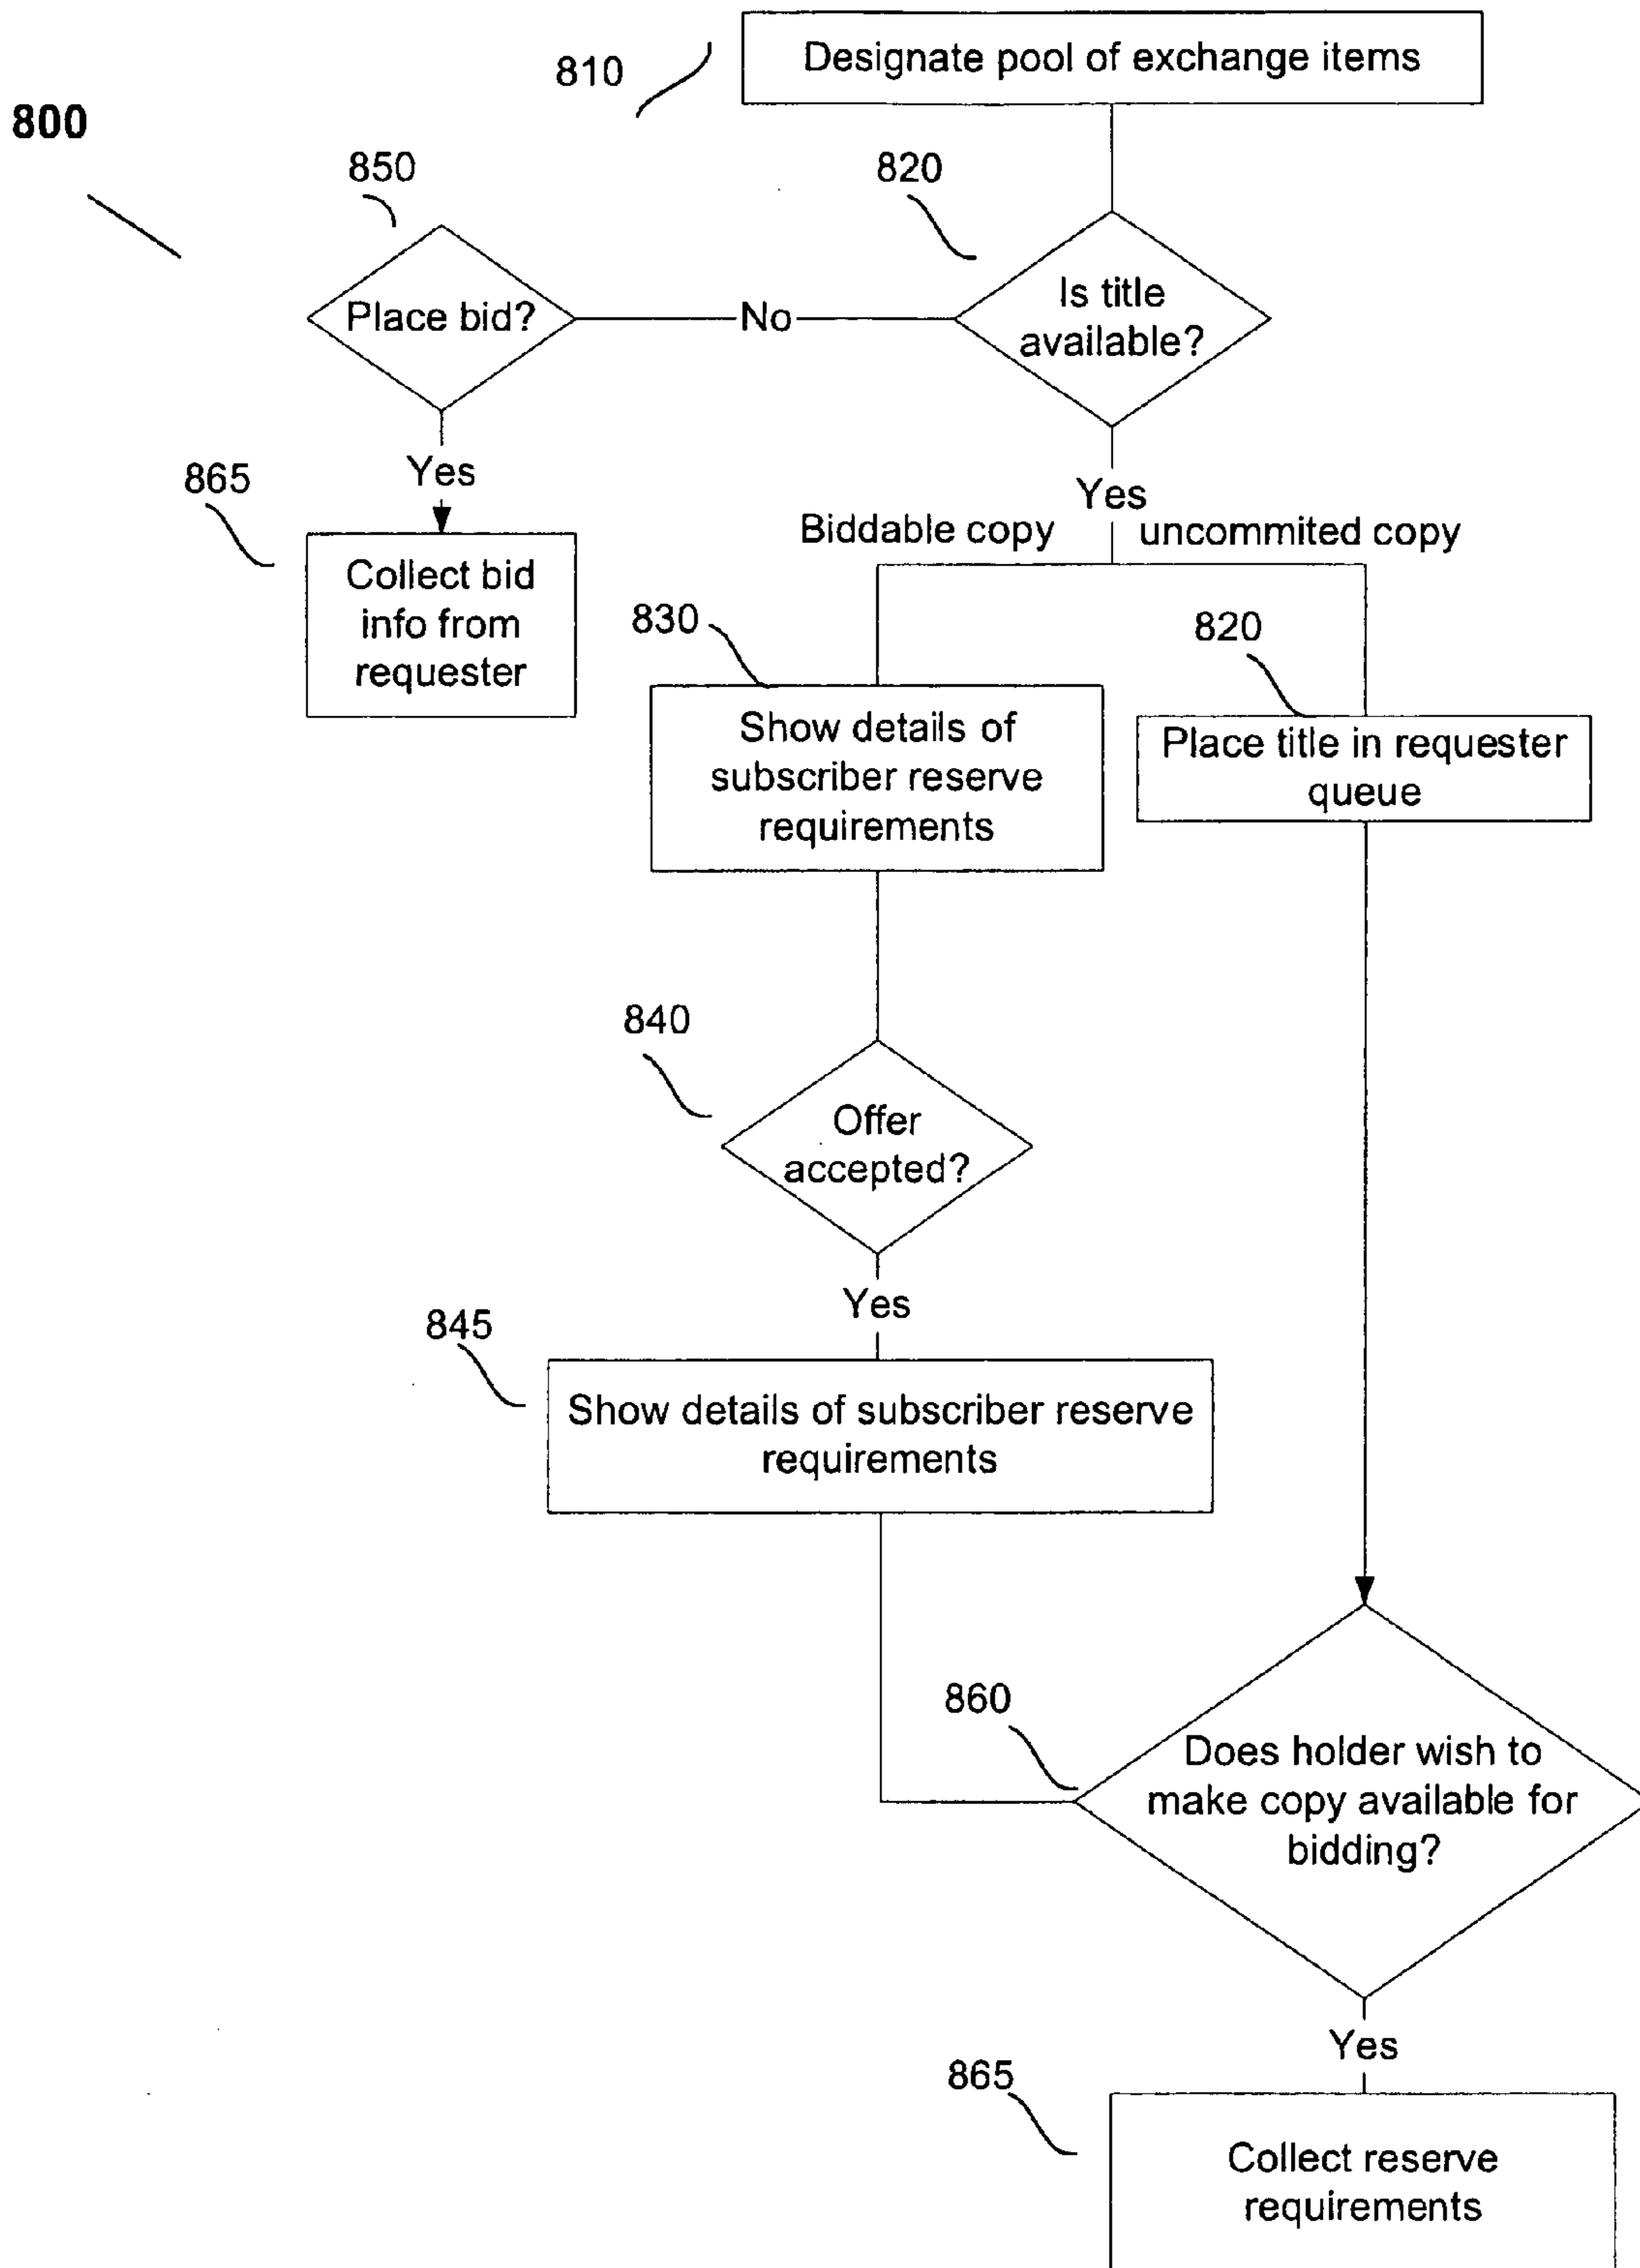 810
Designate pool of exchange items
800
850
820
Place bid?
No
Is title
available?
865
Yes
Yes
Biddable copy
uncommited copy
Collect bid
info from
requester
830
820
Show details of
subscriber reserve
requirements
Place title in requester
queue
840
Offer
accepted?
Yes
845
Show details of subscriber reserve
requirements
860
Does holder wish to
make copy available for
bidding?
Yes
865
Collect reserve
requirements